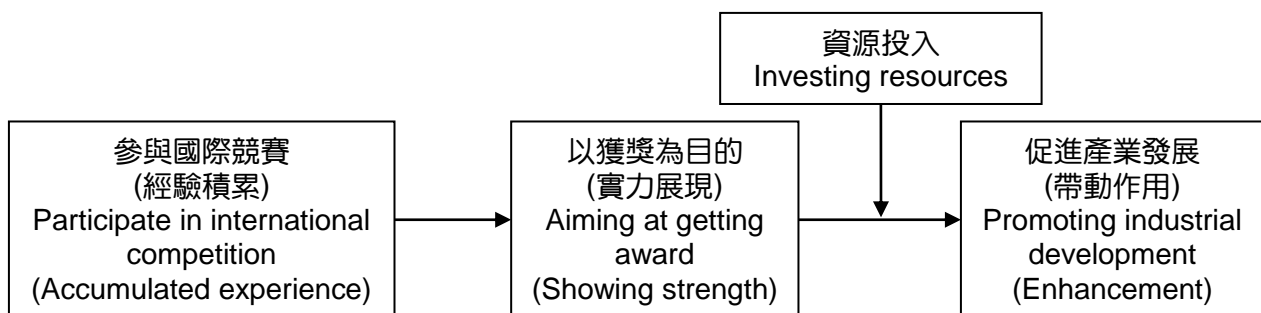 資源投入
Investing resources
參與國際競賽
(經驗積累)
Participate in international
competition
(Accumulated experience)
以獲獎為目的
(實力展現)
Aiming at getting
award
(Showing strength)
促進產業發展
(帶動作用)
Promoting industrial
development
(Enhancement)